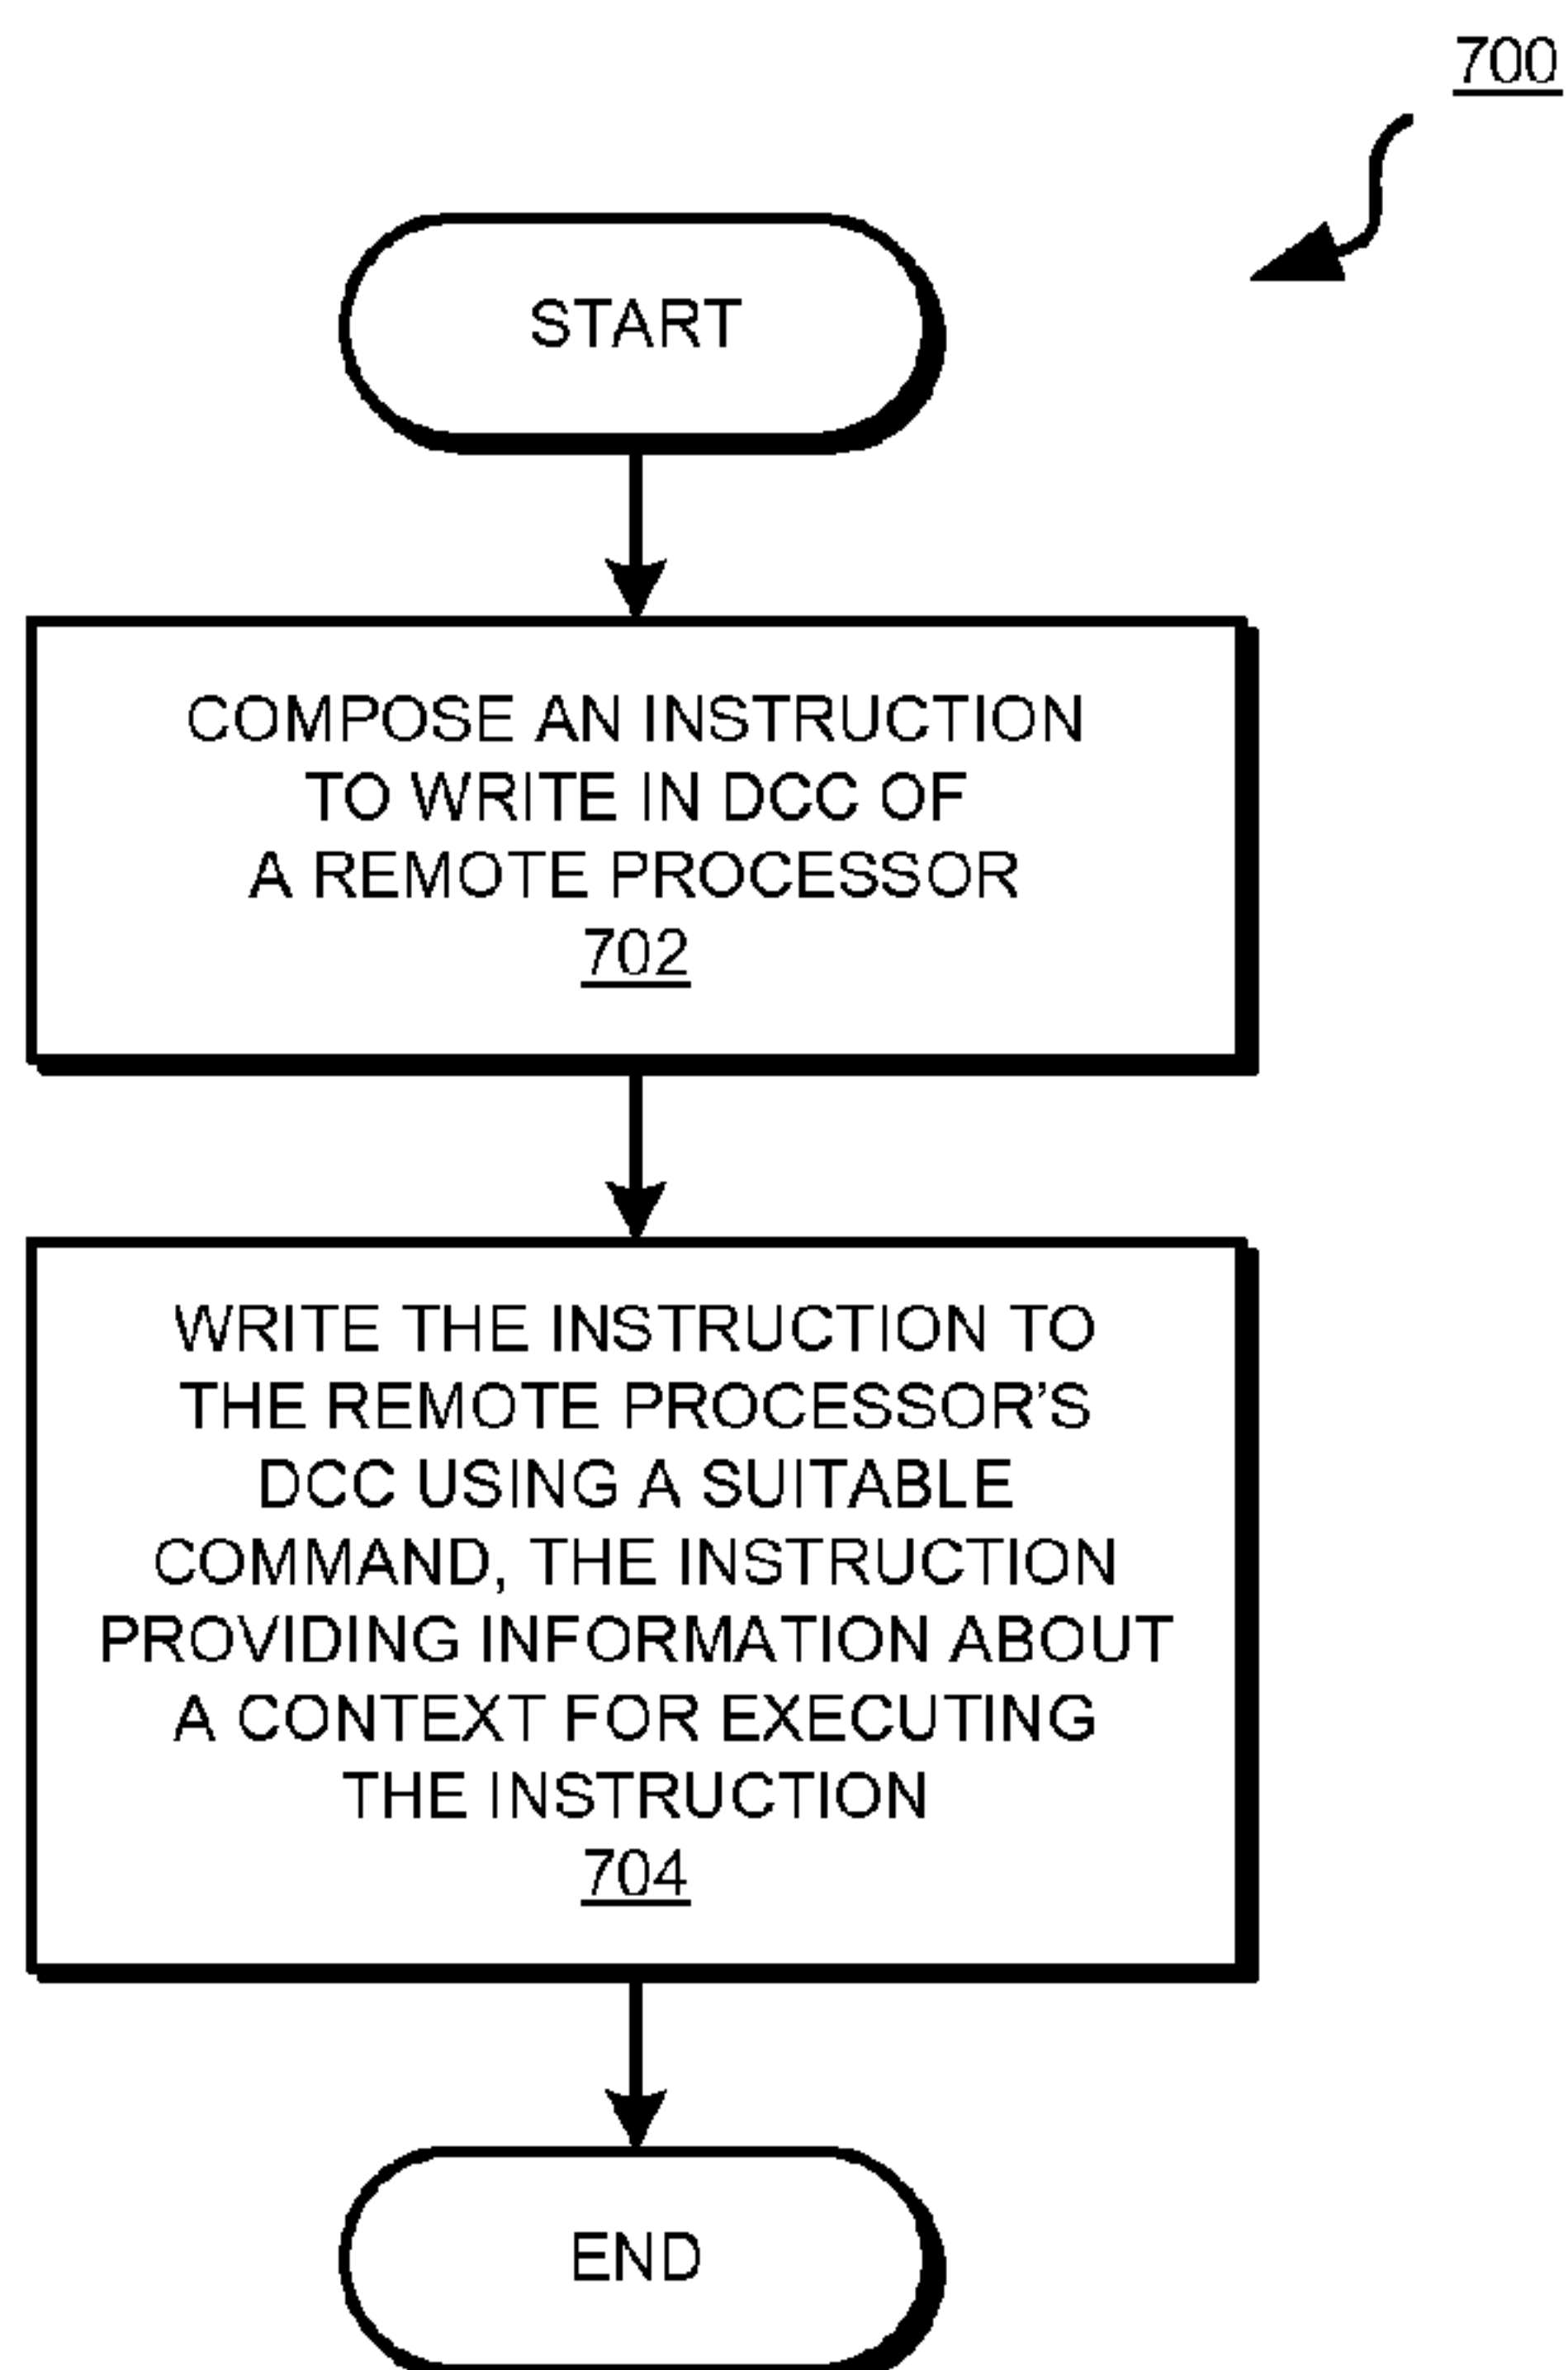 700
START
COMPOSE AN INSTRUCTION
TO WRITE IN DCC OF
A REMOTE PROCESSOR
702
WRITE THE INSTRUCTION TO
THE REMOTE PROCESSOR'S
DCC USING A SUITABLE
COMMAND, THE INSTRUCTION
PROVIDING INFORMATION ABOUT
A CONTEXT FOR EXECUTING
THE INSTRUCTION
704
END